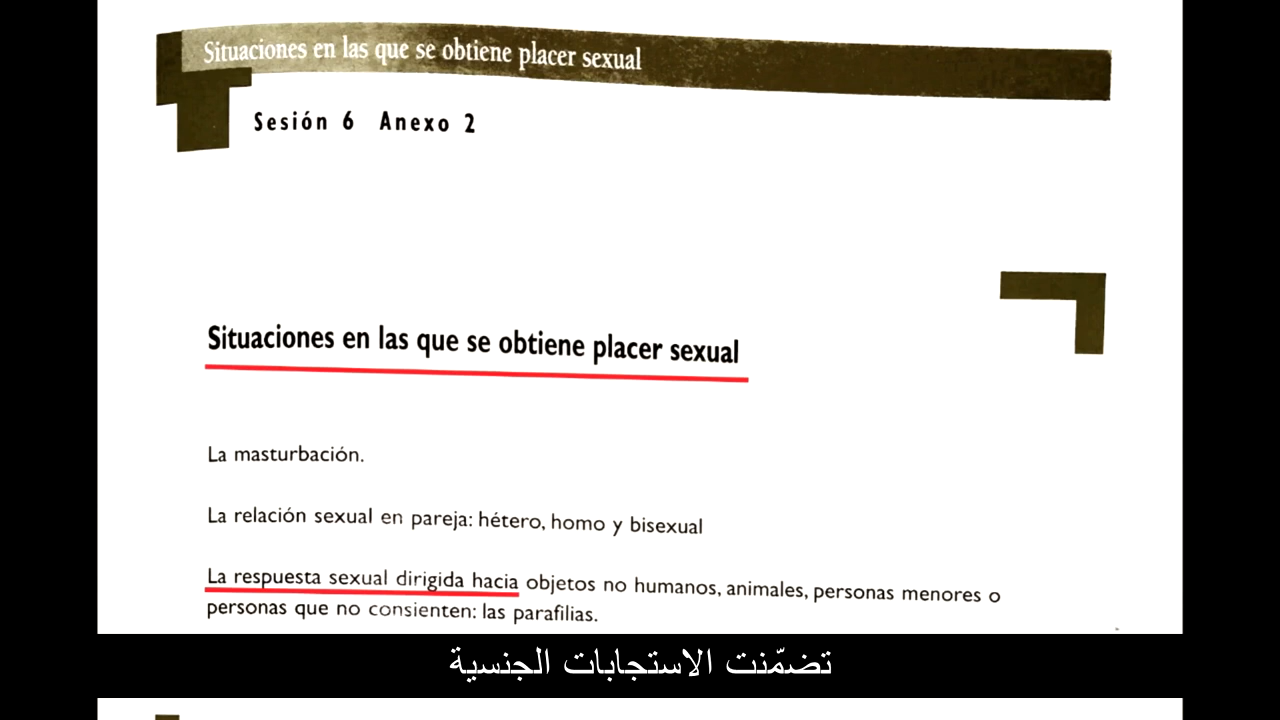 Situaciones en las que se obtiene placer sexual
Sesión 6 Anexo 2
Situaciones en las que se obtiene placer sexual
La masturbación.
La relación sexual en pareja: hétero, homo y bisexual
La respuesta sexual dirigida hacia objetos no humanos, animales, personas menores o
personas que no consienten: las parafilias.
تضمّنت الاستجابات الجنسية